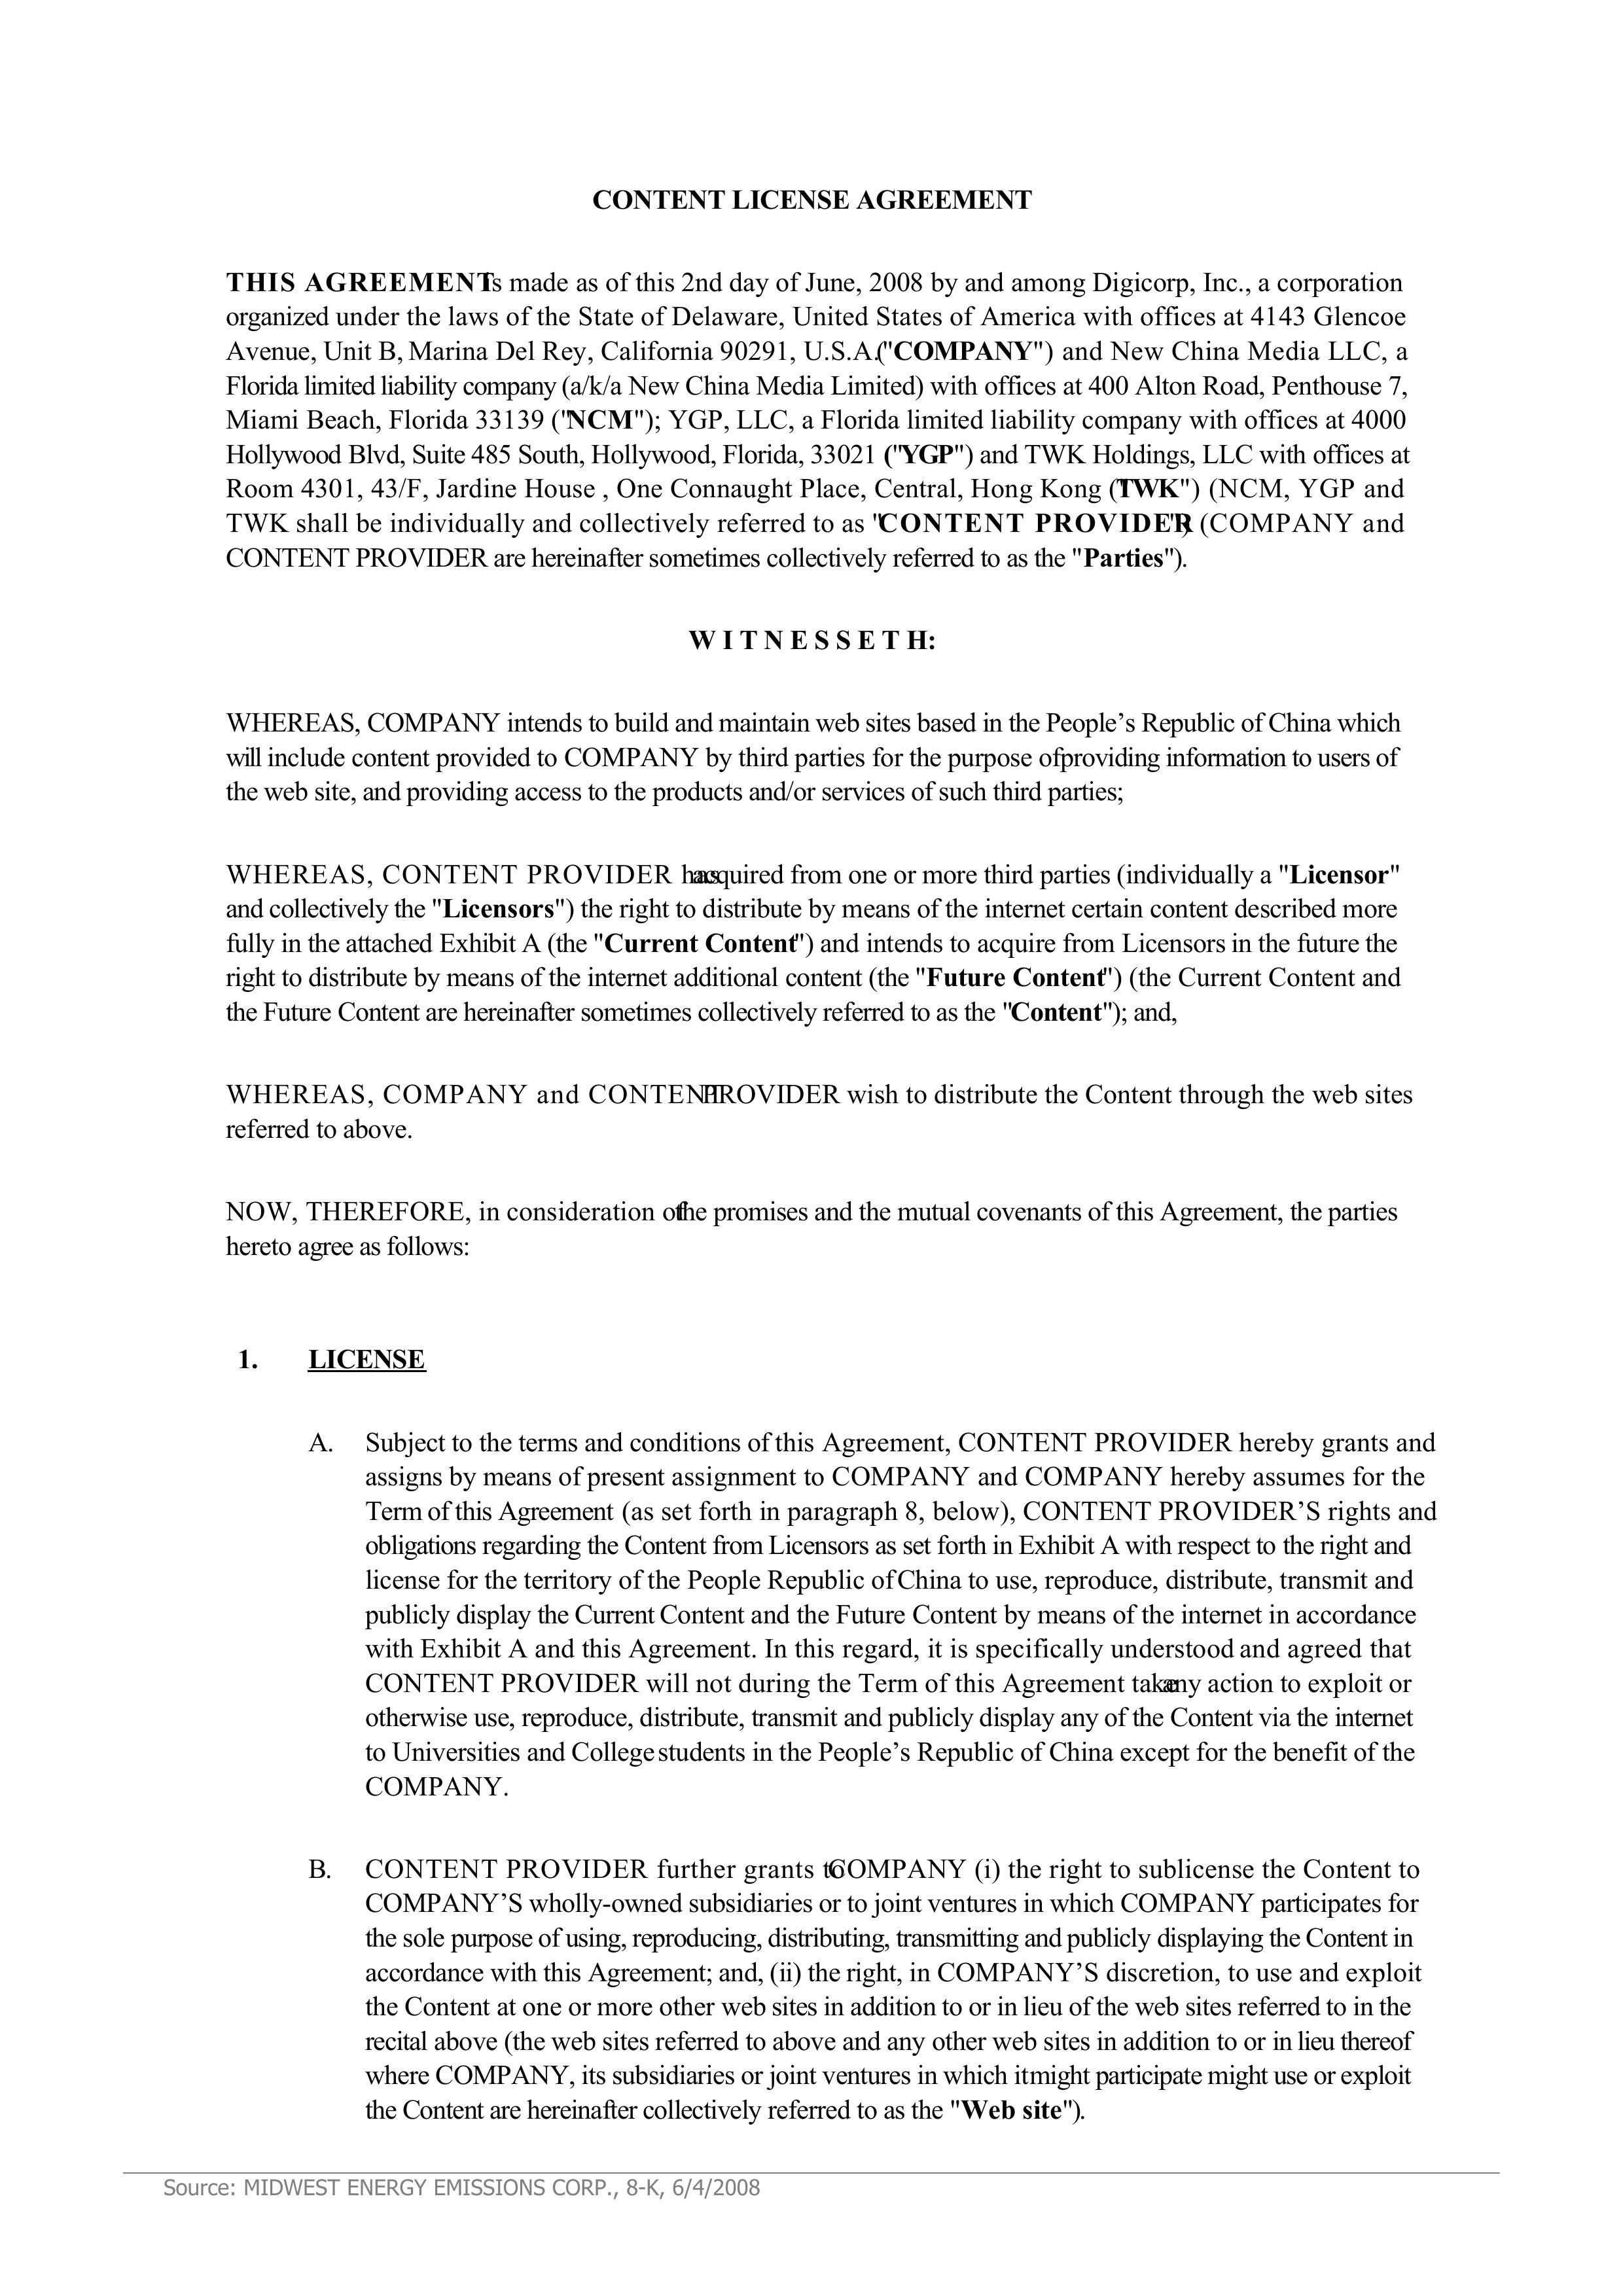 CONTENT LICENSE AGREEMENT
THIS AGREEMENT is made as of this 2nd day of June, 2008 by and among Digicorp, Inc., a corporation
organized under the laws of the State of Delaware, United States of America with offices at 4143 Glencoe
Avenue, Unit B, Marina Del Rey, California 90291, U.S.A.("COMPANY") and New China Media LLC, a
Florida limited liability company (a/k/a New China Media Limited) with offices at 400 Alton Road, Penthouse 7,
Miami Beach, Florida 33139 ("NCM"); YGP, LLC, a Florida limited liability company with offices at 4000
Hollywood Blvd, Suite 485 South, Hollywood, Florida, 33021 ("YGP") and TWK Holdings, LLC with offices at
Room 4301, 43/F, Jardine House , One Connaught Place, Central, Hong Kong ("TWK") (NCM, YGP and
TWK shall be individually and collectively referred to as "CONTENT PROVIDER") (COMPANY and
CONTENT PROVIDER are hereinafter sometimes collectively referred to as the "Parties").
W I T N E S S E T H:
WHEREAS, COMPANY intends to build and maintain web sites based in the People’s Republic of China which
will include content provided to COMPANY by third parties for the purpose ofproviding information to users of
the web site, and providing access to the products and/or services of such third parties;
WHEREAS, CONTENT PROVIDER has acquired from one or more third parties (individually a "Licensor"
and collectively the "Licensors") the right to distribute by means of the internet certain content described more
fully in the attached Exhibit A (the "Current Content") and intends to acquire from Licensors in the future the
right to distribute by means of the internet additional content (the "Future Content") (the Current Content and
the Future Content are hereinafter sometimes collectively referred to as the "Content"); and,
WHEREAS, COMPANY and CONTENT PROVIDER wish to distribute the Content through the web sites
referred to above.
NOW, THEREFORE, in consideration of the promises and the mutual covenants of this Agreement, the parties
hereto agree as follows:
1. LICENSE
A. Subject to the terms and conditions of this Agreement, CONTENT PROVIDER hereby grants and
assigns by means of present assignment to COMPANY and COMPANY hereby assumes for the
Term of this Agreement (as set forth in paragraph 8, below), CONTENT PROVIDER’S rights and
obligations regarding the Content from Licensors as set forth in Exhibit A with respect to the right and
license for the territory of the People Republic of China to use, reproduce, distribute, transmit and
publicly display the Current Content and the Future Content by means of the internet in accordance
with Exhibit A and this Agreement. In this regard, it is specifically understood and agreed that
CONTENT PROVIDER will not during the Term of this Agreement take any action to exploit or
otherwise use, reproduce, distribute, transmit and publicly display any of the Content via the internet
to Universities and College students in the People’s Republic of China except for the benefit of the
COMPANY.
B. CONTENT PROVIDER further grants to COMPANY (i) the right to sublicense the Content to
COMPANY’S wholly-owned subsidiaries or to joint ventures in which COMPANY participates for
the sole purpose of using, reproducing, distributing, transmitting and publicly displaying the Content in
accordance with this Agreement; and, (ii) the right, in COMPANY’S discretion, to use and exploit
the Content at one or more other web sites in addition to or in lieu of the web sites referred to in the
recital above (the web sites referred to above and any other web sites in addition to or in lieu thereof
where COMPANY, its subsidiaries or joint ventures in which it might participate might use or exploit
the Content are hereinafter collectively referred to as the "Web site").
Source: MIDWEST ENERGY EMISSIONS CORP., 8-K, 6/4/2008